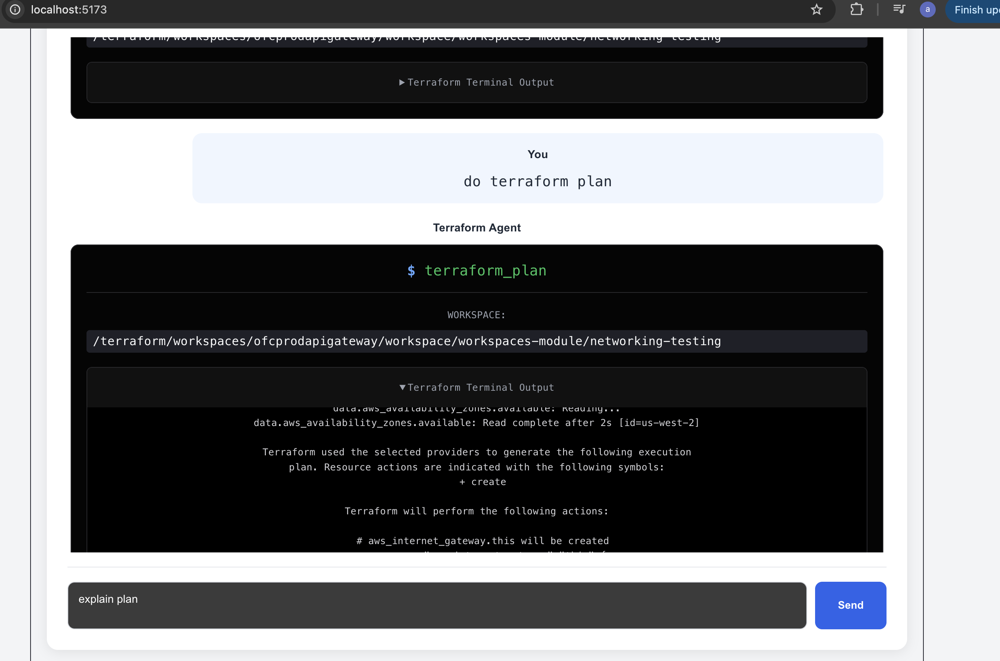 localhost:5173
a
Finish up
/terraform/workspaces/ofcprodapigateway/workspace/workspaces-module/networking-testing
▶Terraform Terminal Output
You
do terraform plan
Terraform Agent
$ terraform_plan
WORKSPACE:
/terraform/workspaces/ofcprodapigateway/workspace/workspaces-module/networking-testing
▼Terraform Terminal Output
data.aws_availability_zones.available: Reading...
data.aws_availability_zones.available: Read complete after 2s [id=us-west-2]
Terraform used the selected providers to generate the following execution
plan. Resource actions are indicated with the following symbols:
+ create
Terraform will perform the following actions:
# aws_internet_gateway.this will be created
explain plan
Send